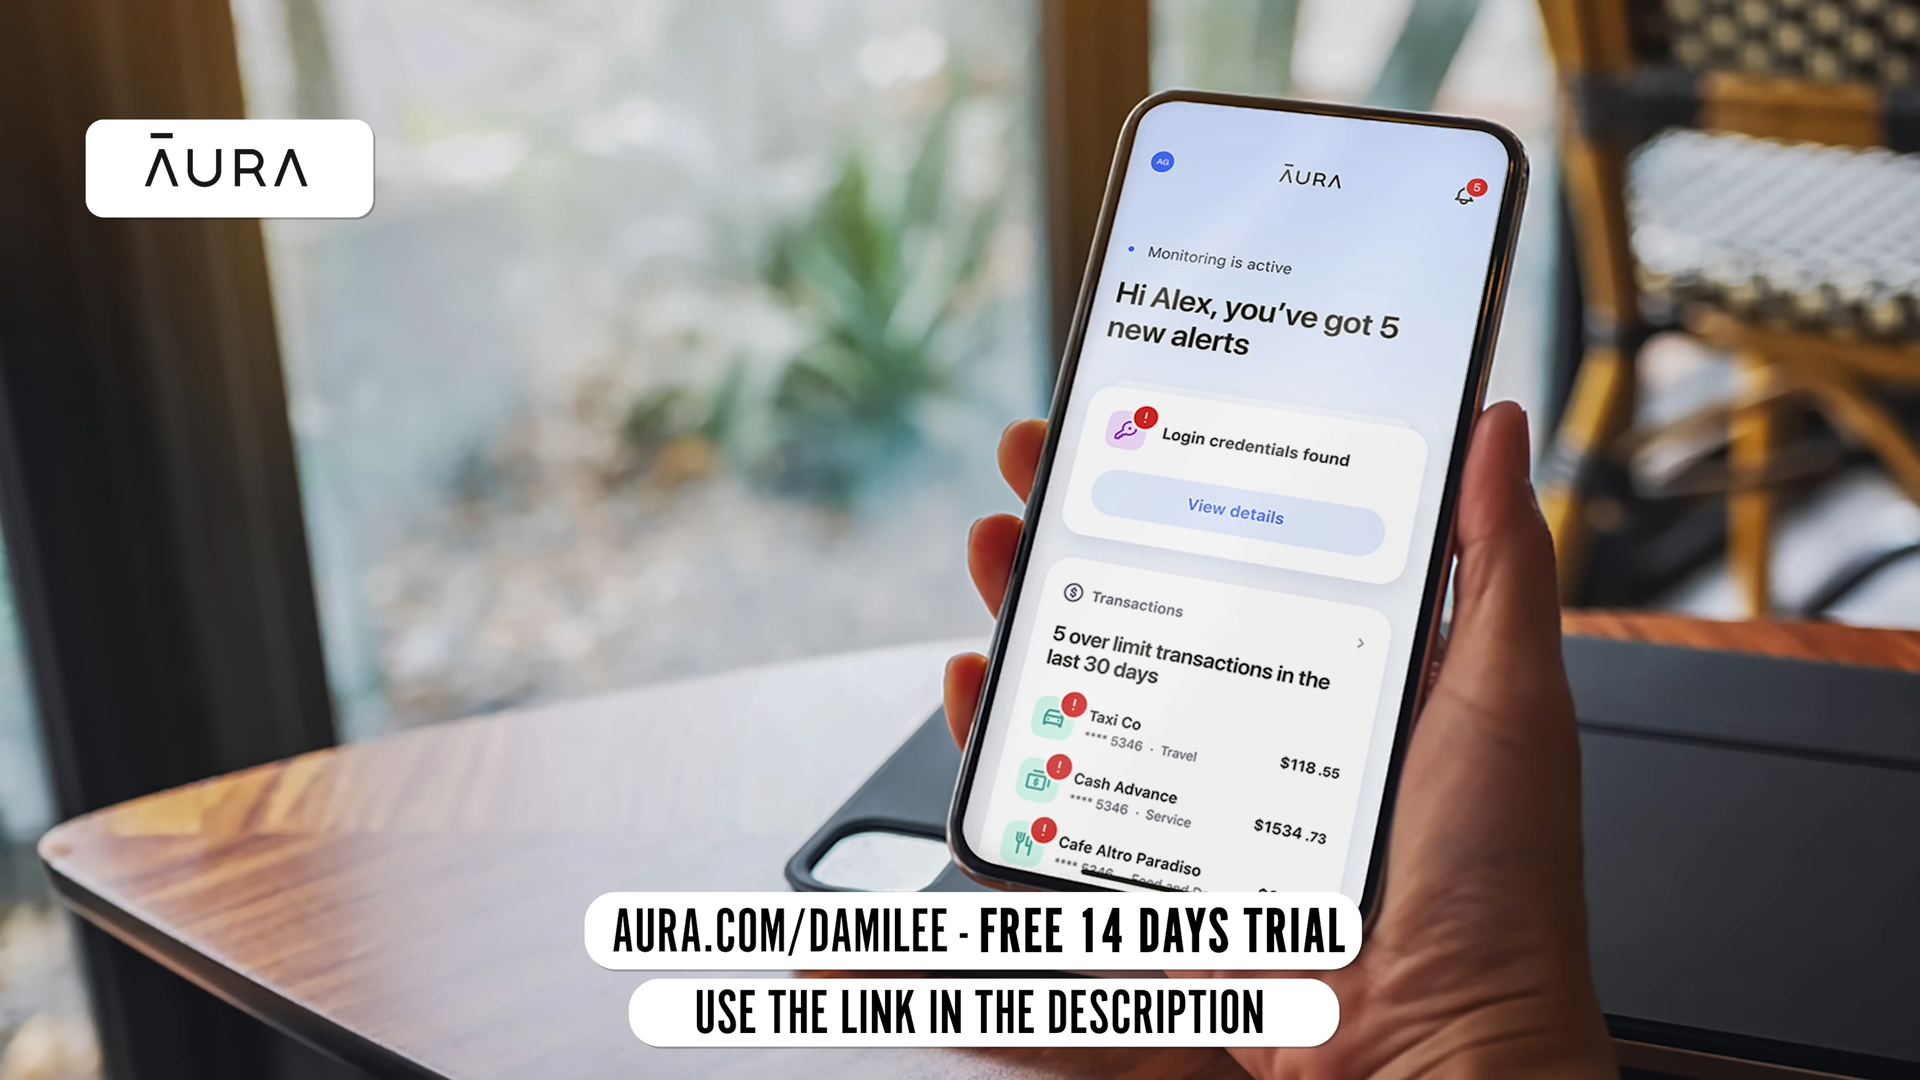 ĀURA
AG
ĀURA
5
Monitoring is active
Hi Alex, you've got 5
new alerts
!
Login credentials found
View details
Transactions
5 over limit transactions in the
last 30 days
!
Taxi Co
**** 5346 · Travel
$118.55
!
Cash Advance
**** 5346 · Service
$1534.73
!
Cafe Altro Paradiso
**** 5346 · Food and
AURA.COM/DAMILEE - FREE 14 DAYS TRIAL
USE THE LINK IN THE DESCRIPTION